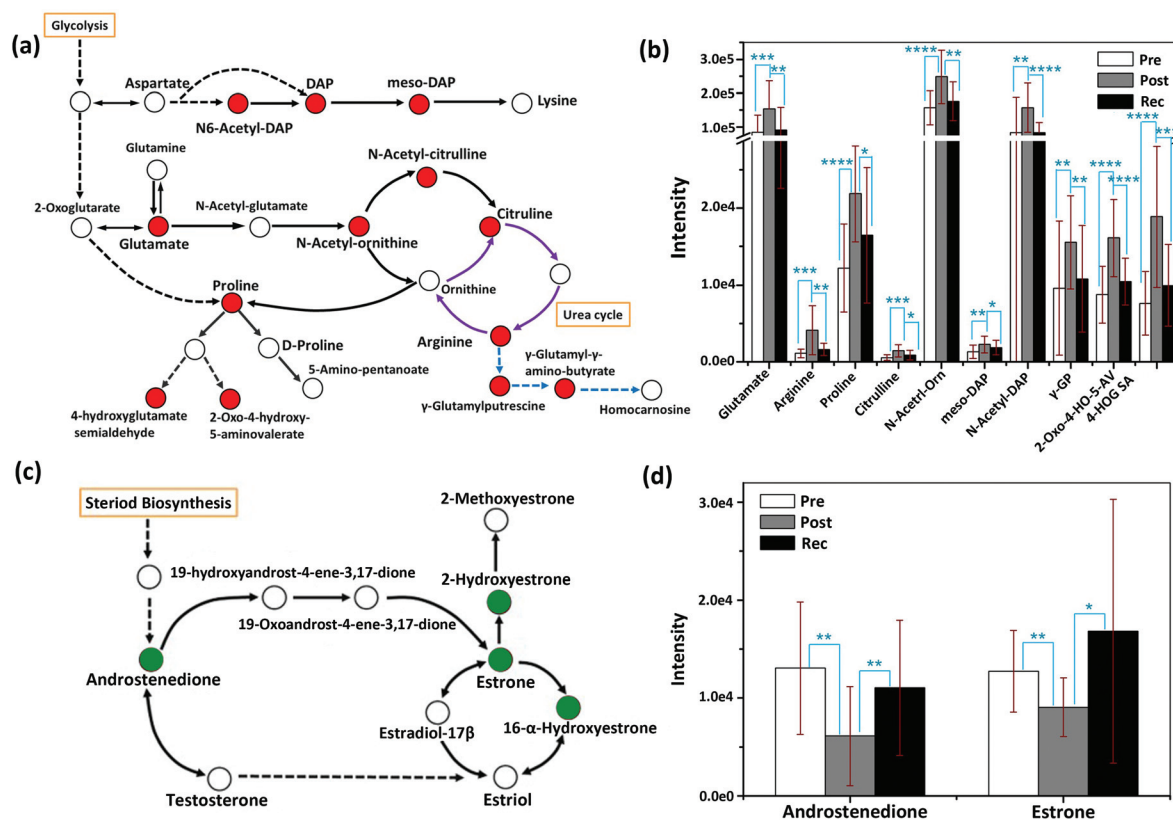 (a)
Glycolysis
Aspartate
DAP
meso-DAP
Lysine
N6-Acetyl-DAP
Glutamine
N-Acetyl-citrulline
2-Oxoglutarate
N-Acetyl-glutamate
Citruline
Glutamate
N-Acetyl-ornithine
Ornithine
Proline
Urea cycle
Arginine
D-Proline
γ-Glutamyl-γ-
amino-butyrate
5-Amino-pentanoate
4-hydroxyglutamate
semialdehyde
2-Oxo-4-hydroxy-
5-aminovalerate
γ-Glutamylputrescine
Homocarnosine
(b)
Pre
Post
Rec
3.0e5
2.0e5
1.0e5
2.0e4
1.0e4
0.0e0
Intensity
***
**
***
**
****
*
***
*
****
**
**
*
**
****
**
**
****
****
****
***
Glutamate
Arginine
Proline
Citrulline
N-Acetrl-Orn
meso-DAP
N-Acetyl-DAP
γ-GP
2-Oxo-4-HO-5-AV
4-HOG SA
(c)
Steriod Biosynthesis
2-Methoxyestrone
19-hydroxyandrost-4-ene-3,17-dione
2-Hydroxyestrone
19-Oxoandrost-4-ene-3,17-dione
Androstenedione
Estrone
Estradiol-17β
16-α-Hydroxyestrone
Testosterone
Estriol
(d)
Pre
Post
Rec
3.0e4
2.0e4
1.0e4
0.0e0
Intensity
**
**
**
*
Androstenedione
Estrone